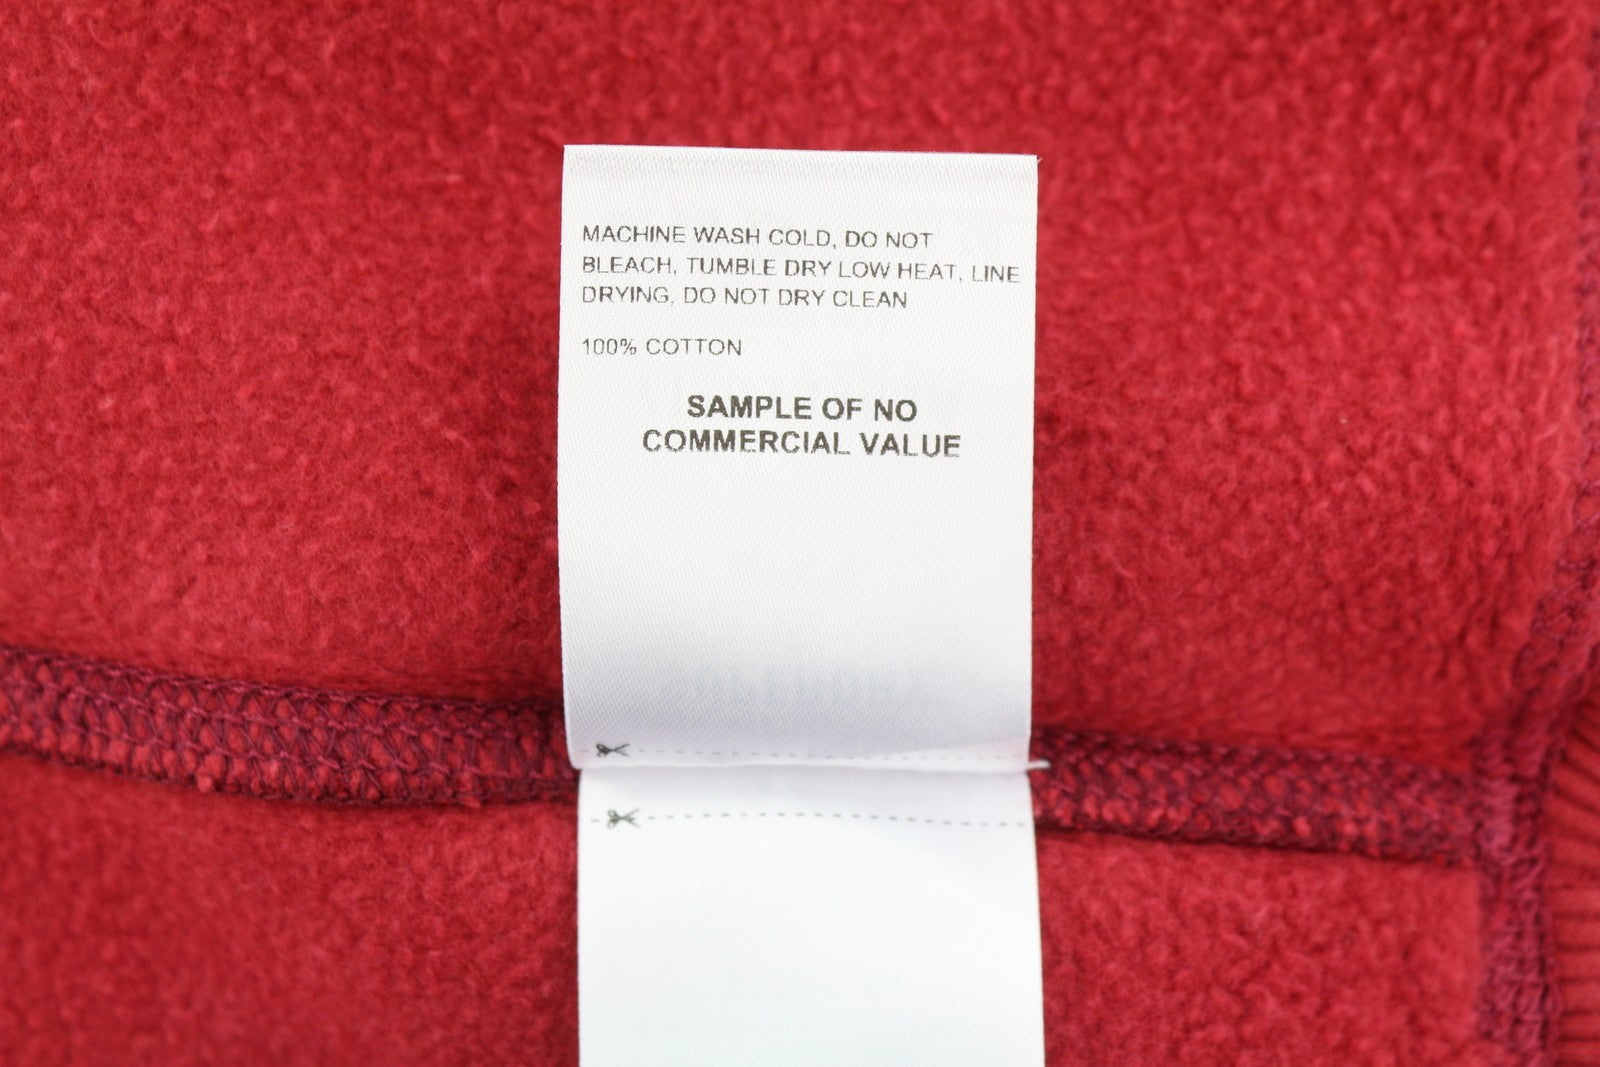 MACHINE WASH COLD, DO NOT
BLEACH, TUMBLE DRY LOW HEAT, LINE
DRYING, DO NOT DRY CLEAN
100% COTTON
SAMPLE OF NO
COMMERCIAL VALUE